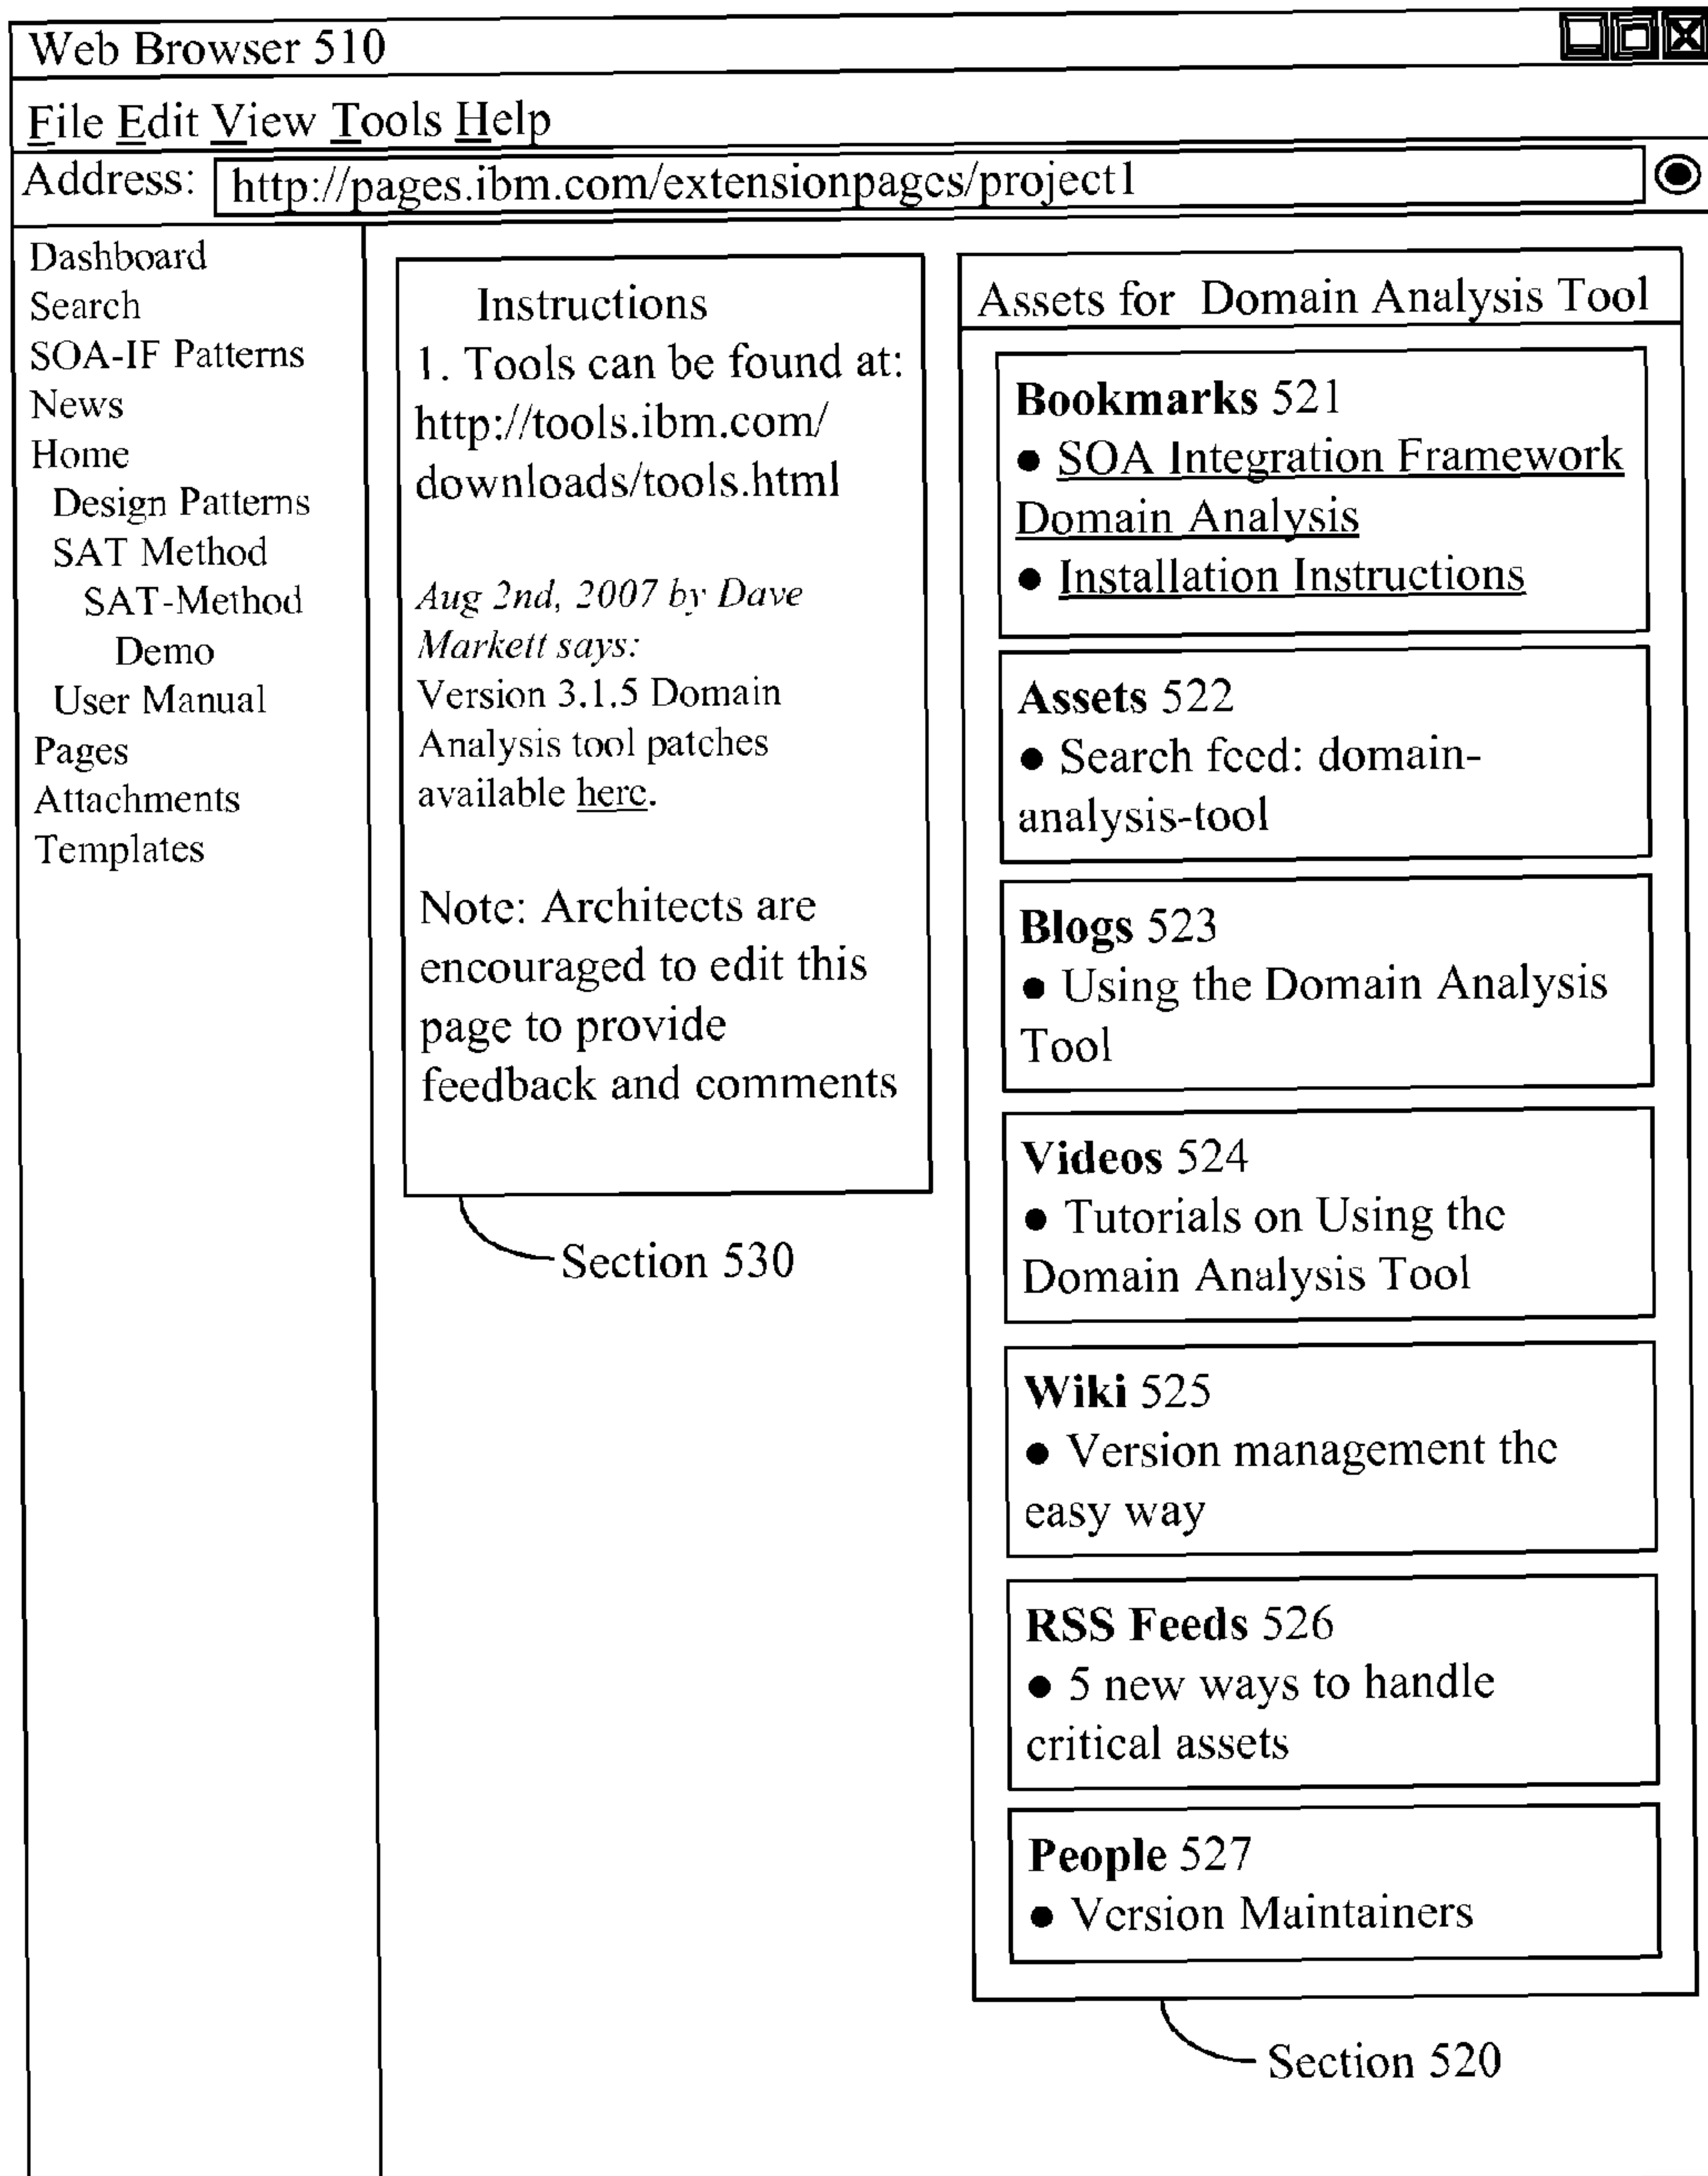 Web Browser 510
File Edit View Tools Help
Address: http://pages.ibm.com/extensionpages/project1
Dashboard
Search
SOA-IF Patterns
News
Home
Design Patterns
SAT Method
SAT-Method
Demo
User Manual
Pages
Attachments
Templates
Instructions
1. Tools can be found at:
http://tools.ibm.com/
downloads/tools.html
Aug 2nd, 2007 by Dave
Markett says:
Version 3.1.5 Domain
Analysis tool patches
available here.
Note: Architects are
encouraged to edit this
page to provide
feedback and comments
Section 530
Assets for Domain Analysis Tool
Bookmarks 521
● SOA Integration Framework
Domain Analysis
● Installation Instructions
Assets 522
● Search feed: domain-
analysis-tool
Blogs 523
● Using the Domain Analysis
Tool
Videos 524
● Tutorials on Using the
Domain Analysis Tool
Wiki 525
● Version management the
easy way
RSS Feeds 526
● 5 new ways to handle
critical assets
People 527
● Version Maintainers
Section 520